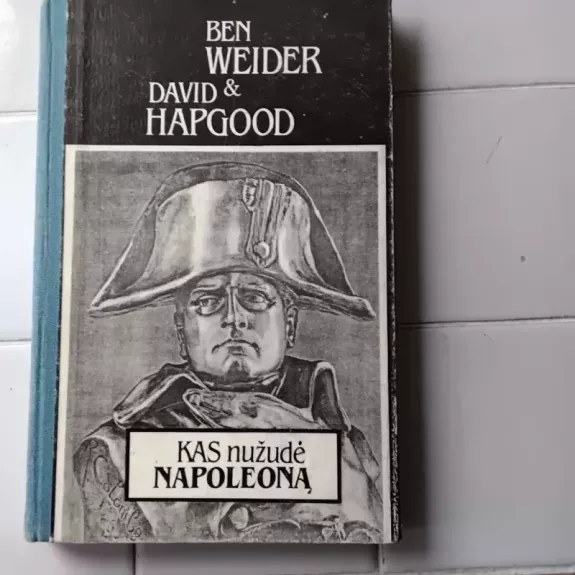 BEN
WEIDER
DAVID &
HAPGOOD
KAS nužudė
NAPOLEONĄ